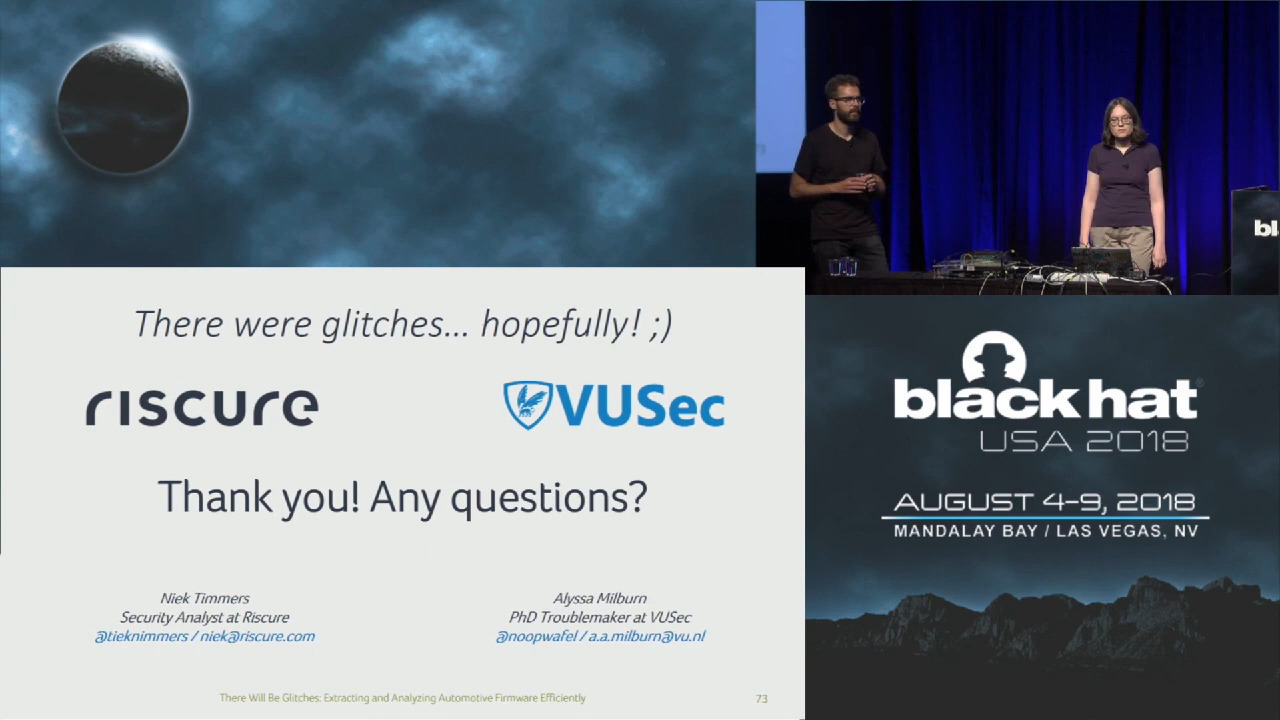 There were glitches... hopefully! ;)
riscure
VUSec
Thank you! Any questions?
Niek Timmers
Security Analyst at Riscure
@tieknimmers / niek@riscure.com
Alyssa Milburn
PhD Troublemaker at VUSec
@noopwafel / a.a.milburn@vu.nl
There Will Be Glitches: Extracting and Analyzing Automotive Firmware Efficiently
73
bl
black hat
USA 2018
AUGUST 4-9, 2018
MANDALAY BAY / LAS VEGAS, NV